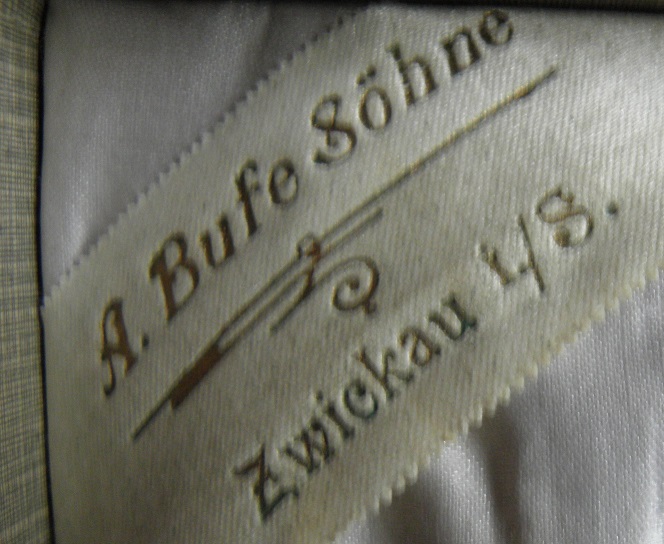 A. Bufe Söhne
Zwickau i/S.